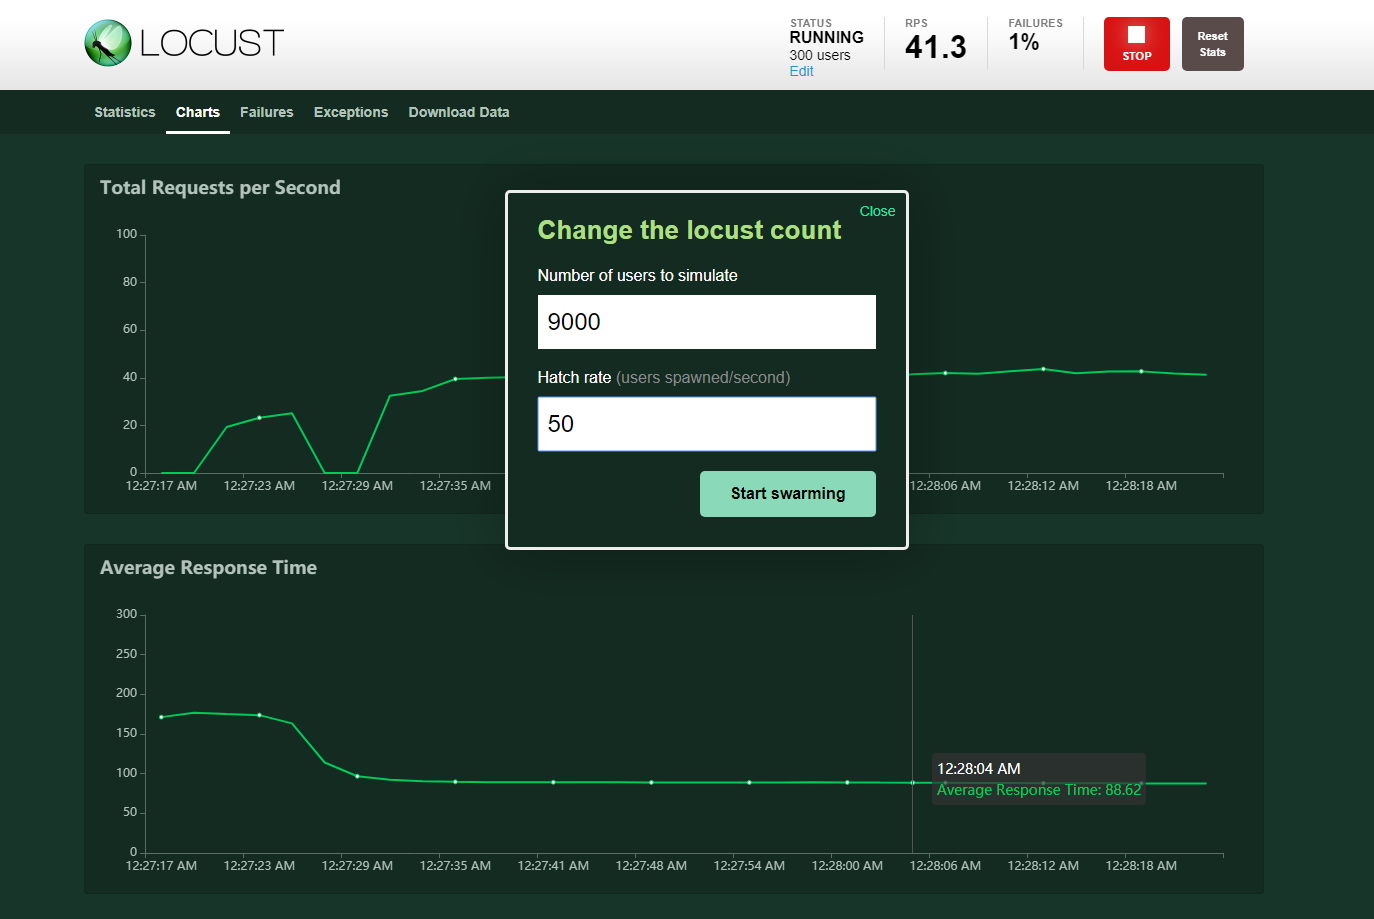 LOCUST
STATUS
RUNNING
300 users
Edit
RPS
41.3
FAILURES
1%
STOP
Reset
Stats
Statistics Charts Failures Exceptions Download Data
Total Requests per Second
100
80
60
40
20
0
12:27:17 AM 12:27:23 AM 12:27:29 AM 12:27:35 AM 12:28:06 AM 12:28:12 AM 12:28:18 AM
Close
Change the locust count
Number of users to simulate
9000
Hatch rate (users spawned/second)
50
Start swarming
Average Response Time
300
250
200
150
100
50
0
12:28:04 AM
Average Response Time: 88.62
12:27:17 AM 12:27:23 AM 12:27:29 AM 12:27:35 AM 12:27:41 AM 12:27:48 AM 12:27:54 AM 12:28:00 AM 12:28:06 AM 12:28:12 AM 12:28:18 AM